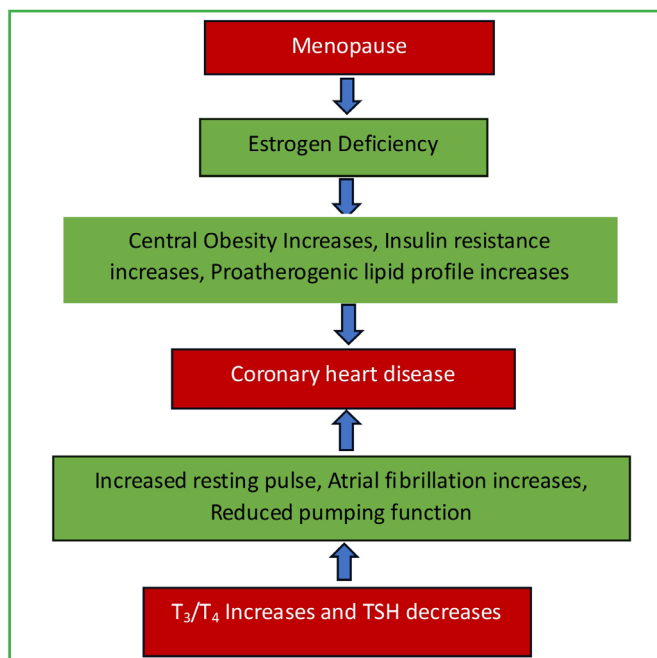 Menopause
Estrogen Deficiency
Central Obesity Increases, Insulin resistance
increases, Proatherogenic lipid profile increases
Coronary heart disease
Increased resting pulse, Atrial fibrillation increases,
Reduced pumping function
T₃/T₄ Increases and TSH decreases